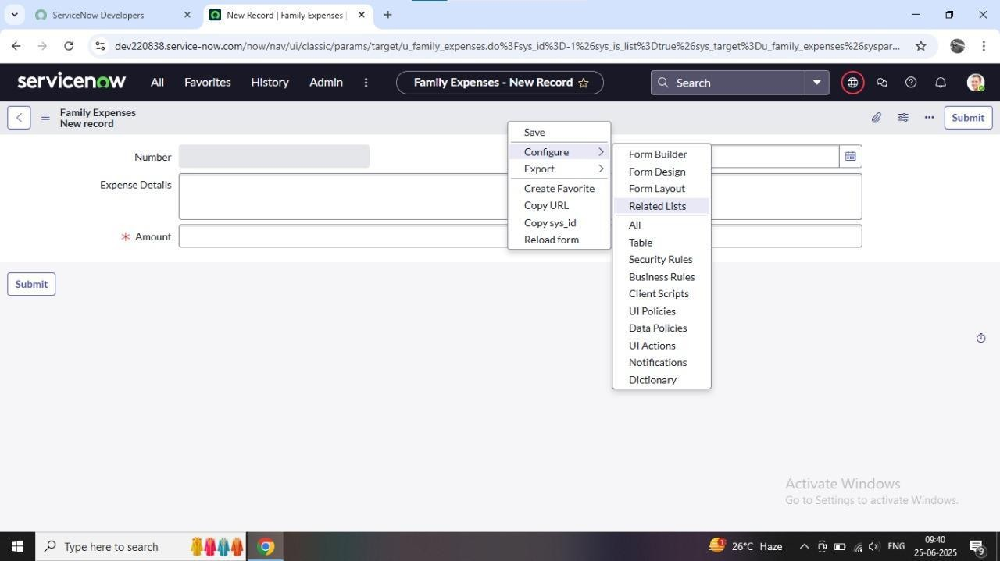 ServiceNow Developers
New Record | Family Expenses |
dev220838.service-now.com/now/nav/ui/classic/params/target/u_family_expenses.do%3Fsys_id%3D-1%26sys_is_list%3Dtrue%26sys_target%3Du_family_expenses%26syspar...
servicenow
All
Favorites
History
Admin
Family Expenses - New Record
Search
Family Expenses
New record
Submit
Number
Expense Details
Amount
Submit
Save
Configure
Export
Create Favorite
Copy URL
Copy sys_id
Reload form
Form Builder
Form Design
Form Layout
Related Lists
All
Table
Security Rules
Business Rules
Client Scripts
UI Policies
Data Policies
UI Actions
Notifications
Dictionary
Activate Windows
Go to Settings to activate Windows.
Type here to search
1
26°C Haze
ENG
09:40
25-06-2025
9